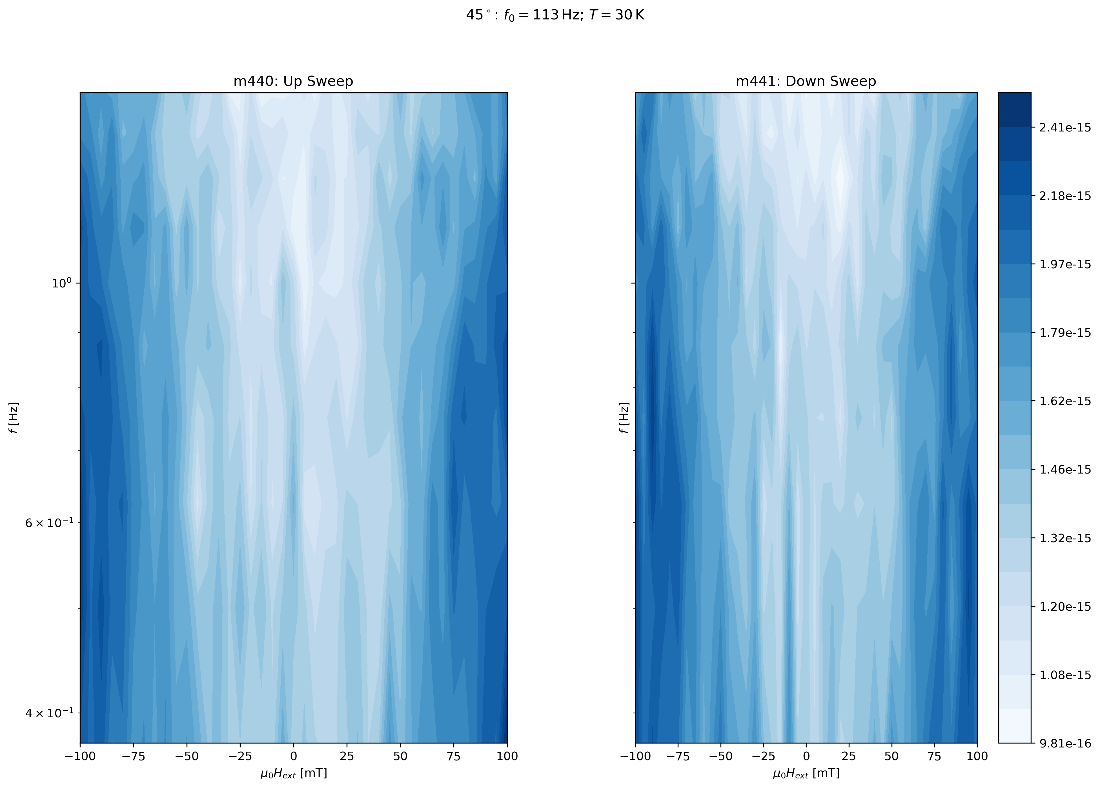 45°: f₀ = 113 Hz; T = 30 K
m440: Up Sweep
m441: Down Sweep
10⁰
6 × 10⁻¹
4 × 10⁻¹
f [Hz]
−100 −75 −50 −25 0 25 50 75 100
μ₀Hₑₓₜ [mT]
f [Hz]
−100 −75 −50 −25 0 25 50 75 100
μ₀Hₑₓₜ [mT]
2.41e-15
2.18e-15
1.97e-15
1.79e-15
1.62e-15
1.46e-15
1.32e-15
1.20e-15
1.08e-15
9.81e-16